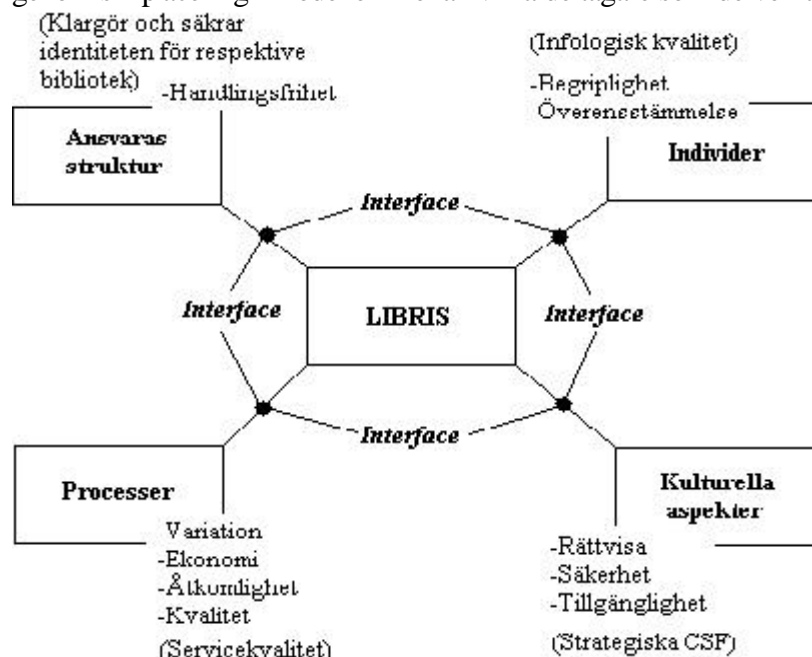 (Klargör och säkrar
identiteten för respektive
bibliotek)
-Handlingsfrihet
(Infologisk kvalitet)
-Begriplighet
Överensstämmelse
Ansvaras
struktur
Individer
Interface
Interface
LIBRIS
Interface
Interface
Processer
Kulturella
aspekter
Variation
-Ekonomi
-Åtkomlighet
-Kvalitet
(Servicekvalitet)
-Rättvisa
-Säkerhet
-Tillgänglighet
(Strategiska CSF)